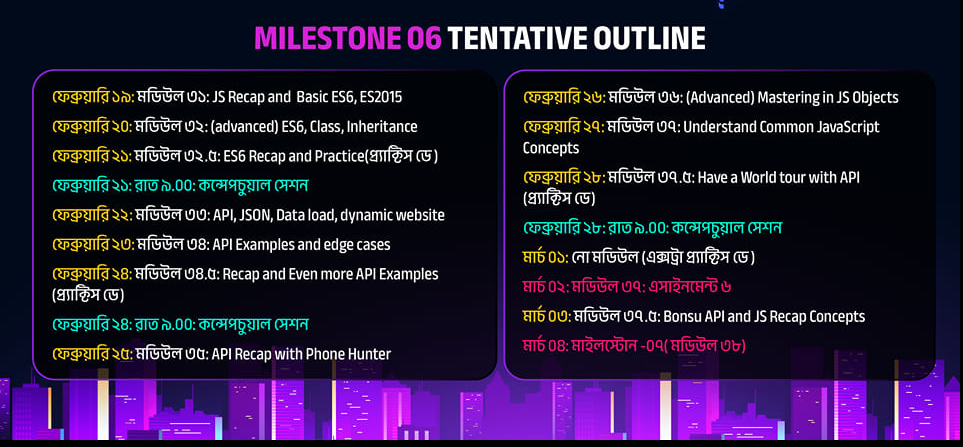 MILESTONE 06 TENTATIVE OUTLINE
ফেব্রুয়ারি ১৯: মডিউল ৩১: JS Recap and Basic ES6, ES2015
ফেব্রুয়ারি ২০: মডিউল ৩২: (advanced) ES6, Class, Inheritance
ফেব্রুয়ারি ২১: মডিউল ৩২.৫: ES6 Recap and Practice(প্র্যাক্টিস ডে )
ফেব্রুয়ারি ২১: রাত ৯.00: কন্সেপচুয়াল সেশন
ফেব্রুয়ারি ২২: মডিউল ৩৩: API, JSON, Data load, dynamic website
ফেব্রুয়ারি ২৩: মডিউল ৩৪: API Examples and edge cases
ফেব্রুয়ারি ২৪: মডিউল ৩৪.৫: Recap and Even more API Examples
(প্র্যাক্টিস ডে)
ফেব্রুয়ারি ২৪: রাত ৯.00: কন্সেপচুয়াল সেশন
ফেব্রুয়ারি ২৫: মডিউল ৩৫: API Recap with Phone Hunter
ফেব্রুয়ারি ২৬: মডিউল ৩৬: (Advanced) Mastering in JS Objects
ফেব্রুয়ারি ২৭: মডিউল ৩৭: Understand Common JavaScript
Concepts
ফেব্রুয়ারি ২৮: মডিউল ৩৭.৫: Have a World tour with API
(প্র্যাক্টিস ডে)
ফেব্রুয়ারি ২৮: রাত ৯.00: কন্সেপচুয়াল সেশন
মার্চ ০১: নো মডিউল (এক্সট্রা প্র্যাক্টিস ডে )
মার্চ ০২: মডিউল ৩৭: এসাইনমেন্ট ৬
মার্চ ০৩: মডিউল ৩৭.৫: Bonsu API and JS Recap Concepts
মার্চ ০৪: মাইলস্টোন -০৭( মডিউল ৩৮)